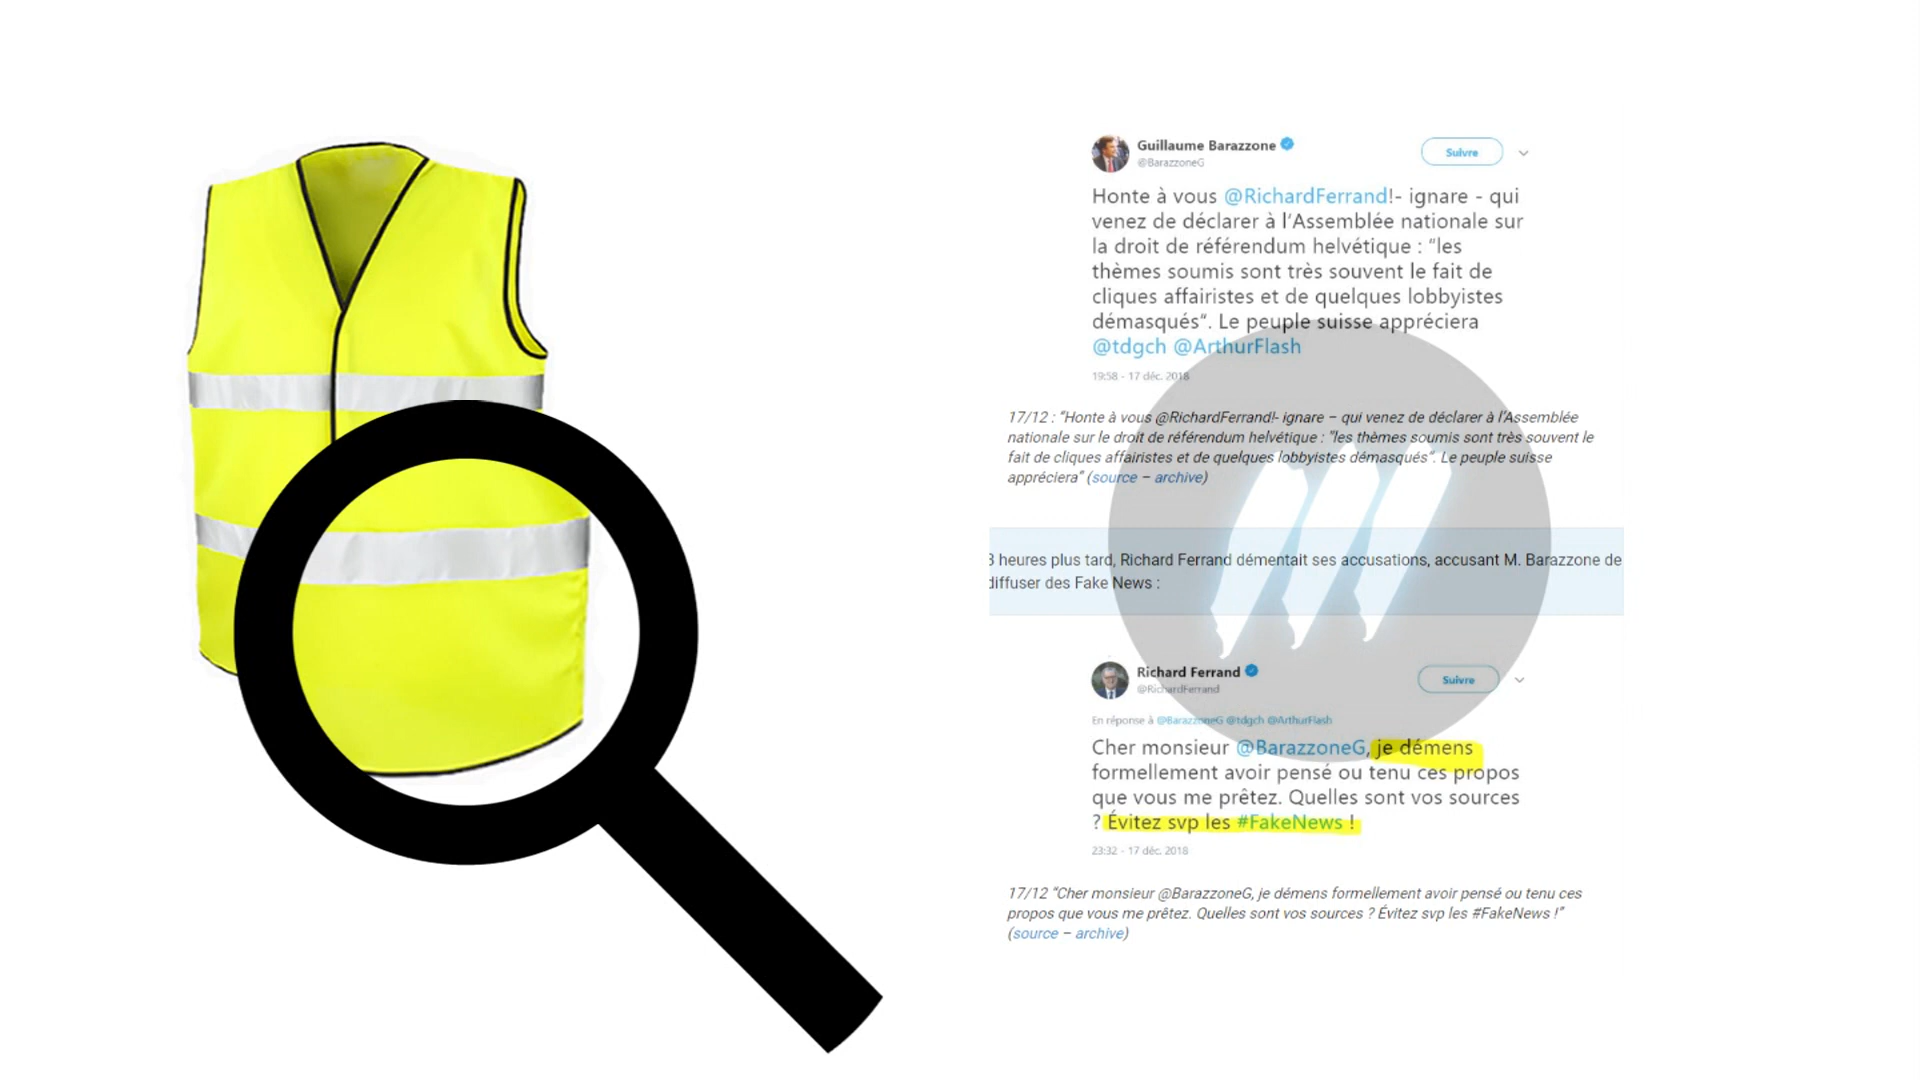 Guillaume Barazzone
@BarazzoneG
Suivre
Honte à vous @RichardFerrand!- ignare - qui
venez de déclarer à l'Assemblée nationale sur
la droit de référendum helvétique : "les
thèmes soumis sont très souvent le fait de
cliques affairistes et de quelques lobbyistes
démasqués". Le peuple suisse appréciera
@tdgch @ArthurFlash
19:58 - 17 déc. 2018
17/12 : "Honte à vous @RichardFerrand!- ignare – qui venez de déclarer à l'Assemblée
nationale sur le droit de référendum helvétique : "les thèmes soumis sont très souvent le
fait de cliques affairistes et de quelques lobbyistes démasqués". Le peuple suisse
appréciera" (source – archive)
3 heures plus tard, Richard Ferrand démentait ses accusations, accusant M. Barazzone de
diffuser des Fake News :
Richard Ferrand
@RichardFerrand
Suivre
En réponse à @BarazzoneG @tdgch @ArthurFlash
Cher monsieur @BarazzoneG, je démens
formellement avoir pensé ou tenu ces propos
que vous me prêtez. Quelles sont vos sources
? Évitez svp les #FakeNews !
23:32 - 17 déc. 2018
17/12 "Cher monsieur @BarazzoneG, je démens formellement avoir pensé ou tenu ces
propos que vous me prêtez. Quelles sont vos sources ? Évitez svp les #FakeNews !"
(source – archive)